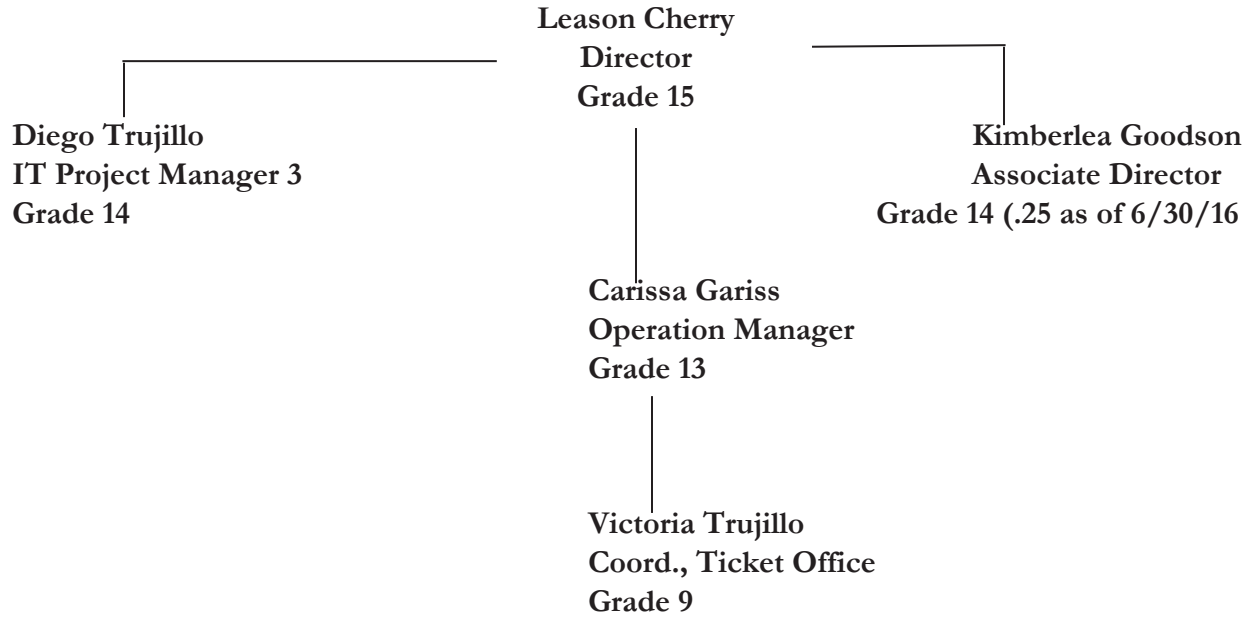 Leason Cherry
Director
Grade 15
Diego Trujillo
IT Project Manager 3
Grade 14
Kimberlea Goodson
Associate Director
Grade 14 (.25 as of 6/30/16
Carissa Gariss
Operation Manager
Grade 13
Victoria Trujillo
Coord., Ticket Office
Grade 9